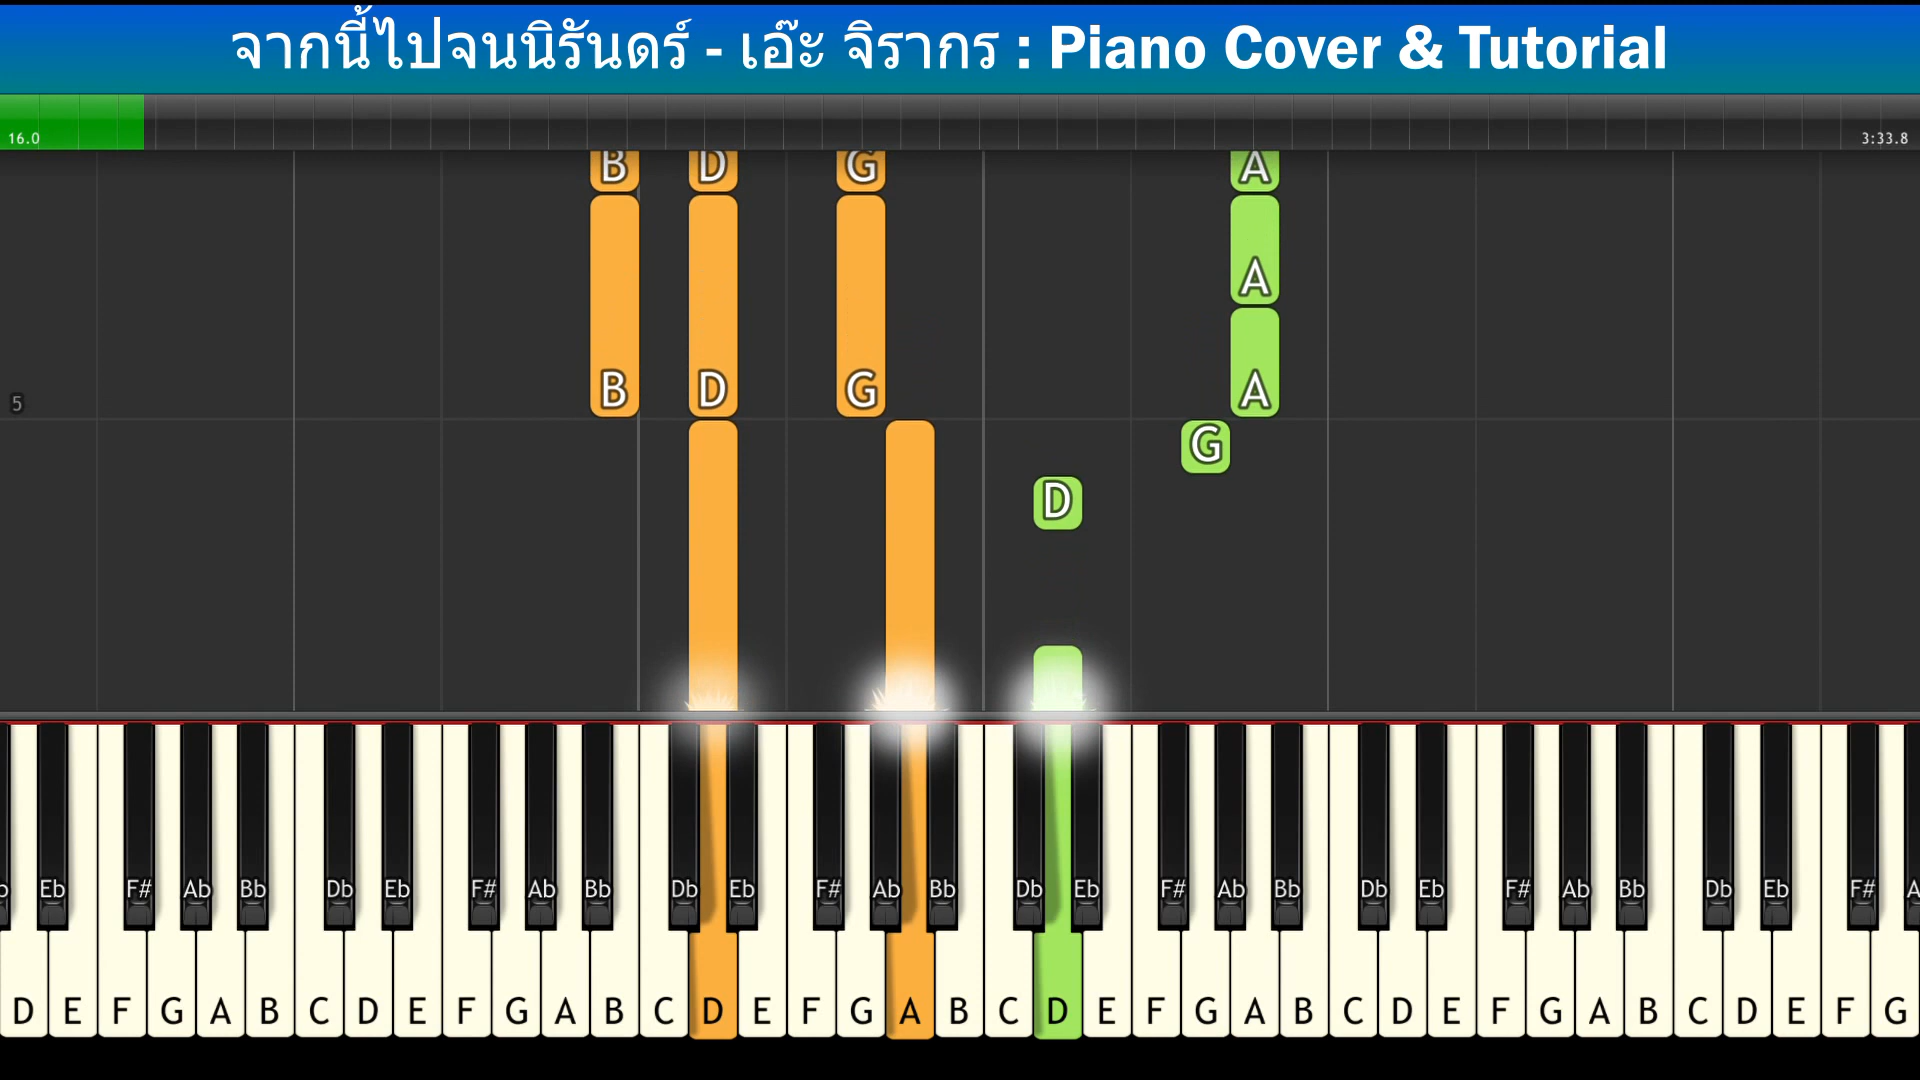 จากนี้ไปจนนิรันดร์ - เอ๊ะ จิรากร : Piano Cover & Tutorial
16.0 3:33.8
B D G A
A
B D G A
5
G
D
Eb F# Ab Bb Db Eb F# Ab Bb Db Eb F# Ab Bb Db Eb F# Ab Bb Db Eb F# Ab Bb Db Eb F#
D E F G A B C D E F G A B C D E F G A B C D E F G A B C D E F G A B C D E F G